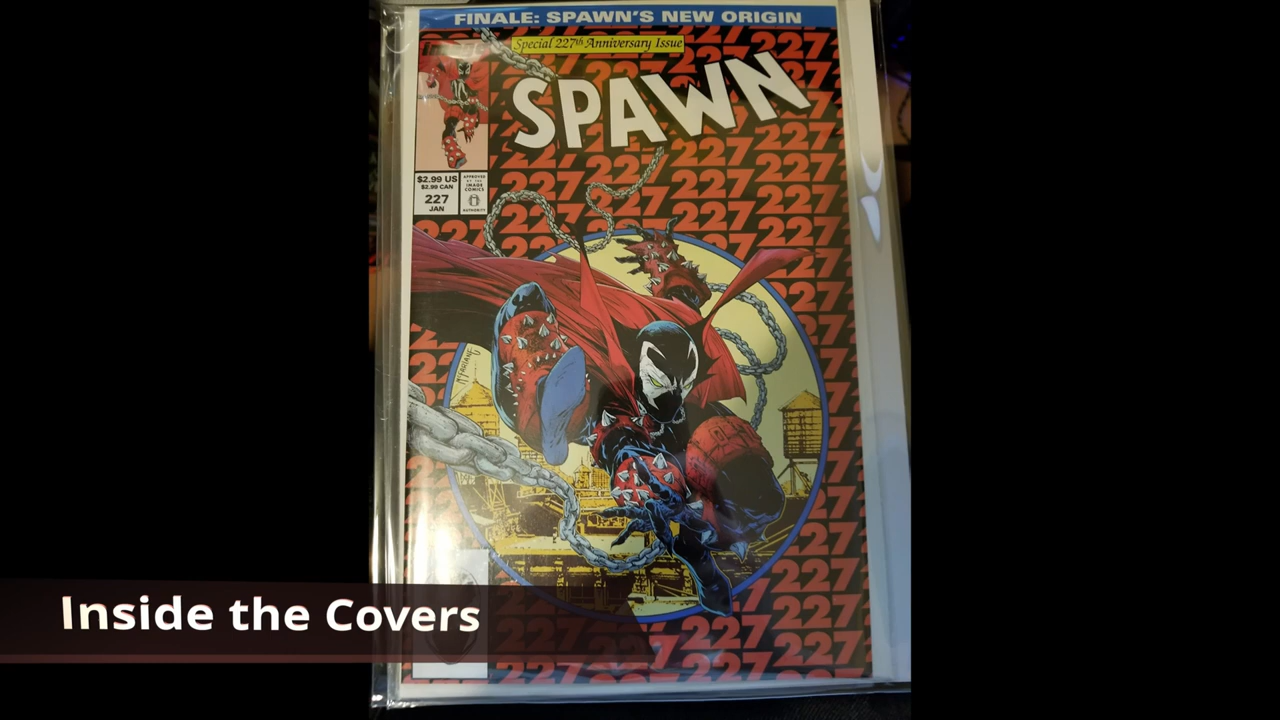 FINALE: SPAWN'S NEW ORIGIN
Special 227th Anniversary Issue
SPAWN
$2.99 US
$2.99 CAN
227
JAN
APPROVED
BY THE
IMAGE
COMICS
AUTHORITY
McFARLANE
Inside the Covers